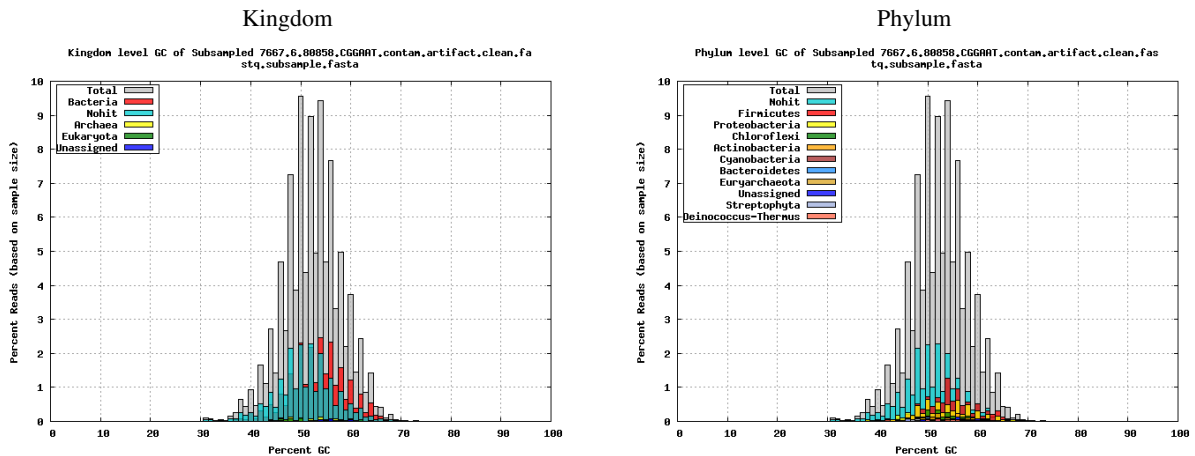 Kingdom
Kingdom level GC of Subsampled 7667.6.80858.CGGAAT.contam.artifact.clean.fa
stq.subsample.fasta
Percent Reads (based on sample size)
10
9
8
7
6
5
4
3
2
1
0
Total
Bacteria
Nohit
Archaea
Eukaryota
Unassigned
0 10 20 30 40 50 60 70 80 90 100
Percent GC
Phylum
Phylum level GC of Subsampled 7667.6.80858.CGGAAT.contam.artifact.clean.fas
tq.subsample.fasta
Percent Reads (based on sample size)
10
9
8
7
6
5
4
3
2
1
0
Total
Nohit
Firmicutes
Proteobacteria
Chloroflexi
Actinobacteria
Cyanobacteria
Bacteroidetes
Euryarchaeota
Unassigned
Streptophyta
Deinococcus-Thermus
0 10 20 30 40 50 60 70 80 90 100
Percent GC